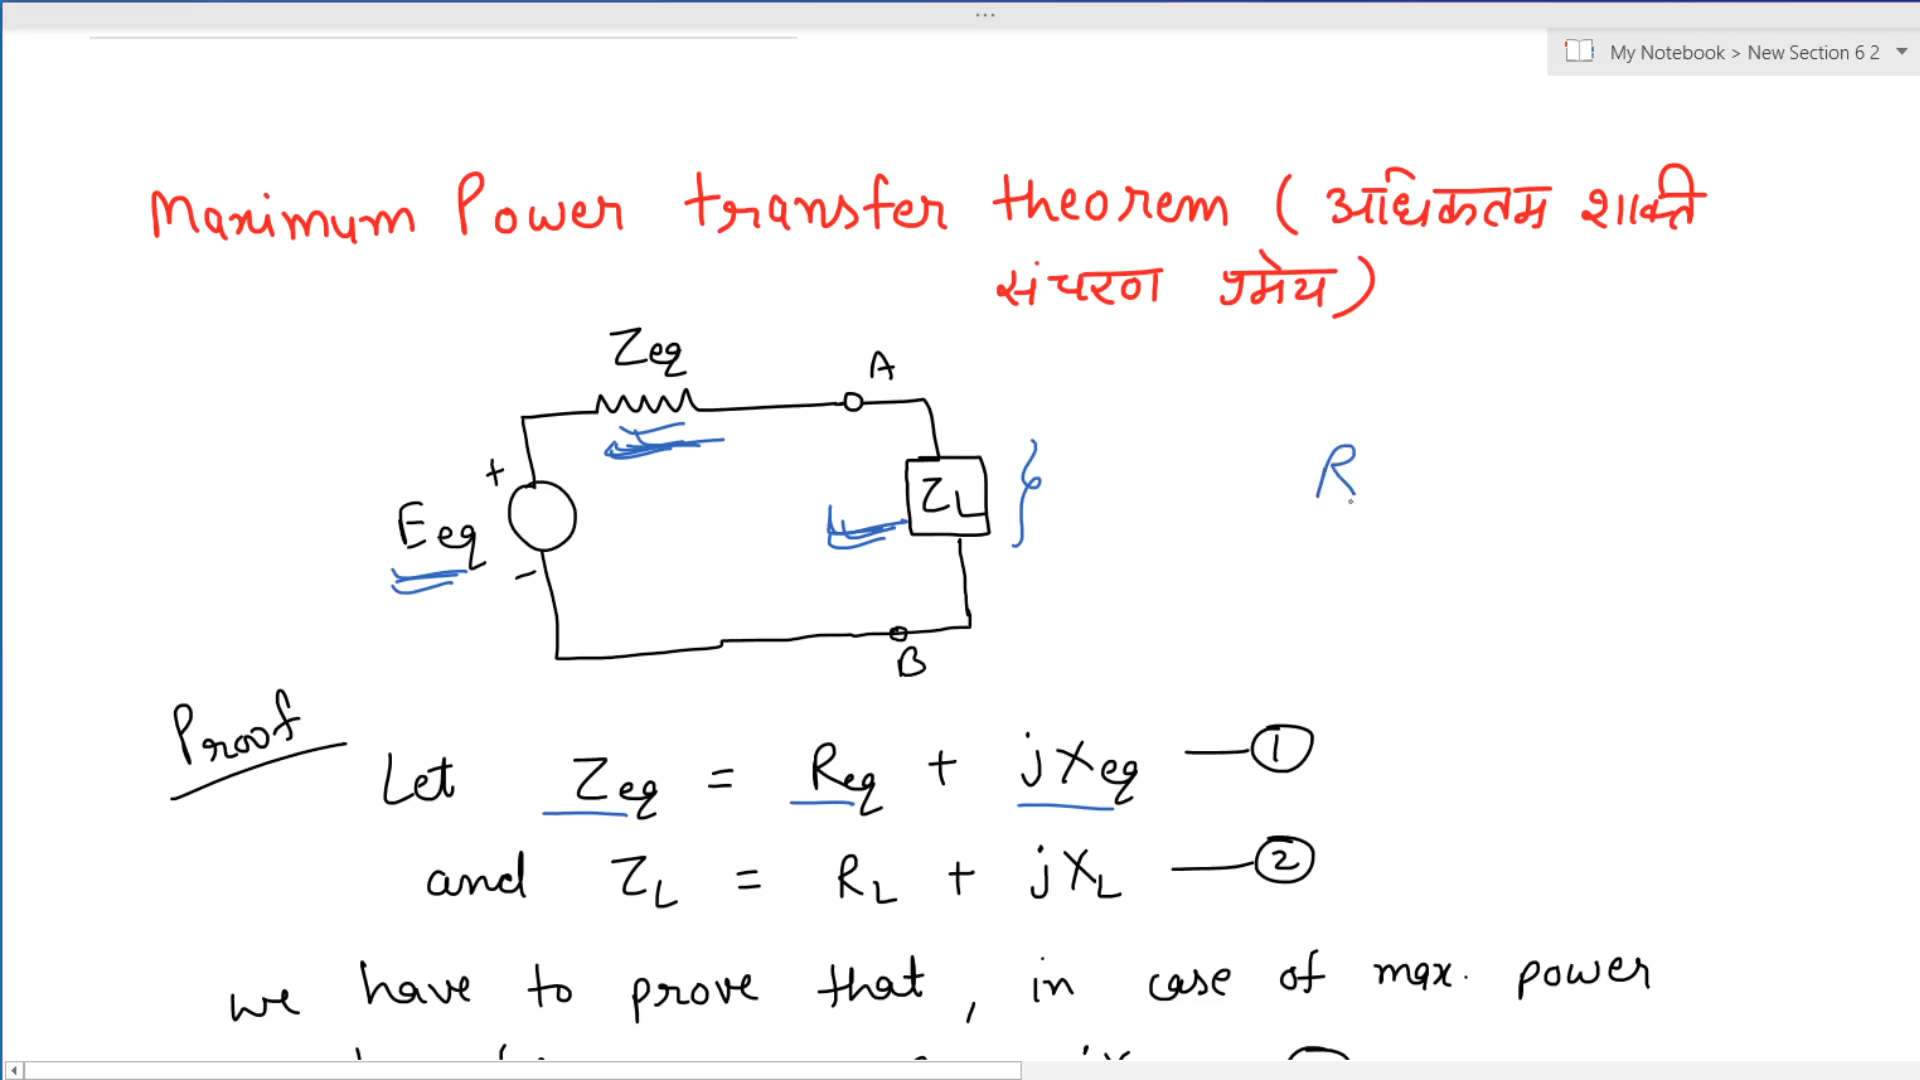 My Notebook > New Section 6 2
Maximum Power transfer theorem (अधिकतम शक्ति
संचरण प्रमेय)
Zeq
A
+
ZL
R
Eeq
-
B
Proof
Let Zeq = Req + jXeq — 1
and ZL = RL + jXL — 2
we have to prove that, in case of max. power